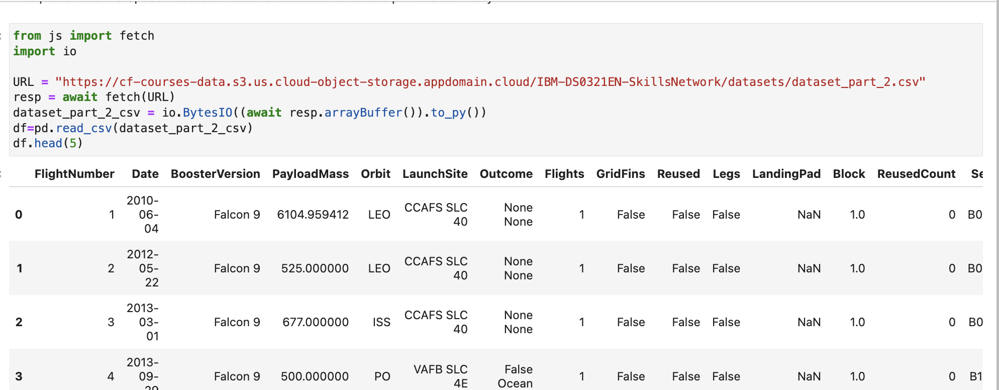 from js import fetch
import io
URL = "https://cf-courses-data.s3.us.cloud-object-storage.appdomain.cloud/IBM-DS0321EN-SkillsNetwork/datasets/dataset_part_2.csv"
resp = await fetch(URL)
dataset_part_2_csv = io.BytesIO((await resp.arrayBuffer()).to_py())
df=pd.read_csv(dataset_part_2_csv)
df.head(5)
FlightNumber Date BoosterVersion PayloadMass Orbit LaunchSite Outcome Flights GridFins Reused Legs LandingPad Block ReusedCount Se
0 1 2010-06-04 Falcon 9 6104.959412 LEO CCAFS SLC 40 None None 1 False False False NaN 1.0 0 B0
1 2 2012-05-22 Falcon 9 525.000000 LEO CCAFS SLC 40 None None 1 False False False NaN 1.0 0 B0
2 3 2013-03-01 Falcon 9 677.000000 ISS CCAFS SLC 40 None None 1 False False False NaN 1.0 0 B0
3 4 2013-09-29 Falcon 9 500.000000 PO VAFB SLC 4E False Ocean 1 False False False NaN 1.0 0 B1